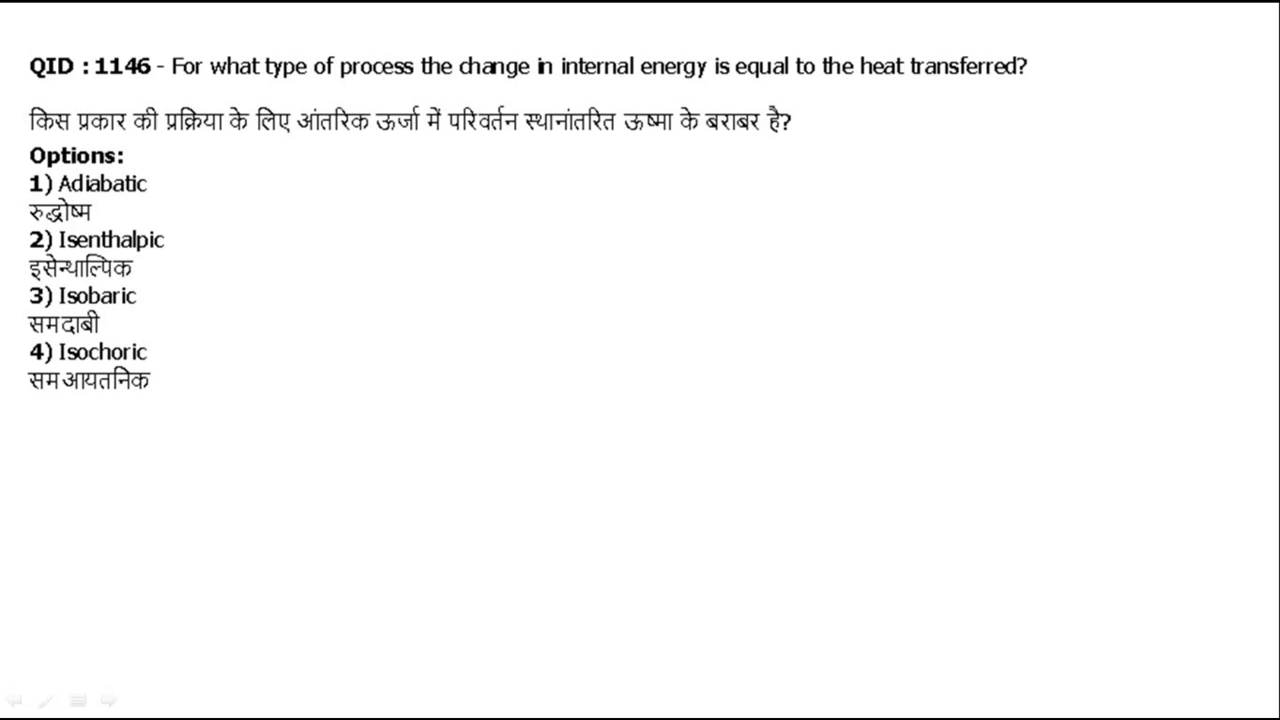 QID : 1146 - For what type of process the change in internal energy is equal to the heat transferred?
किस प्रकार की प्रक्रिया के लिए आंतरिक ऊर्जा में परिवर्तन स्थानांतरित ऊष्मा के बराबर है?
Options:
1) Adiabatic
रुद्धोष्म
2) Isenthalpic
इसेन्थाल्पिक
3) Isobaric
समदाबी
4) Isochoric
समआयतनिक